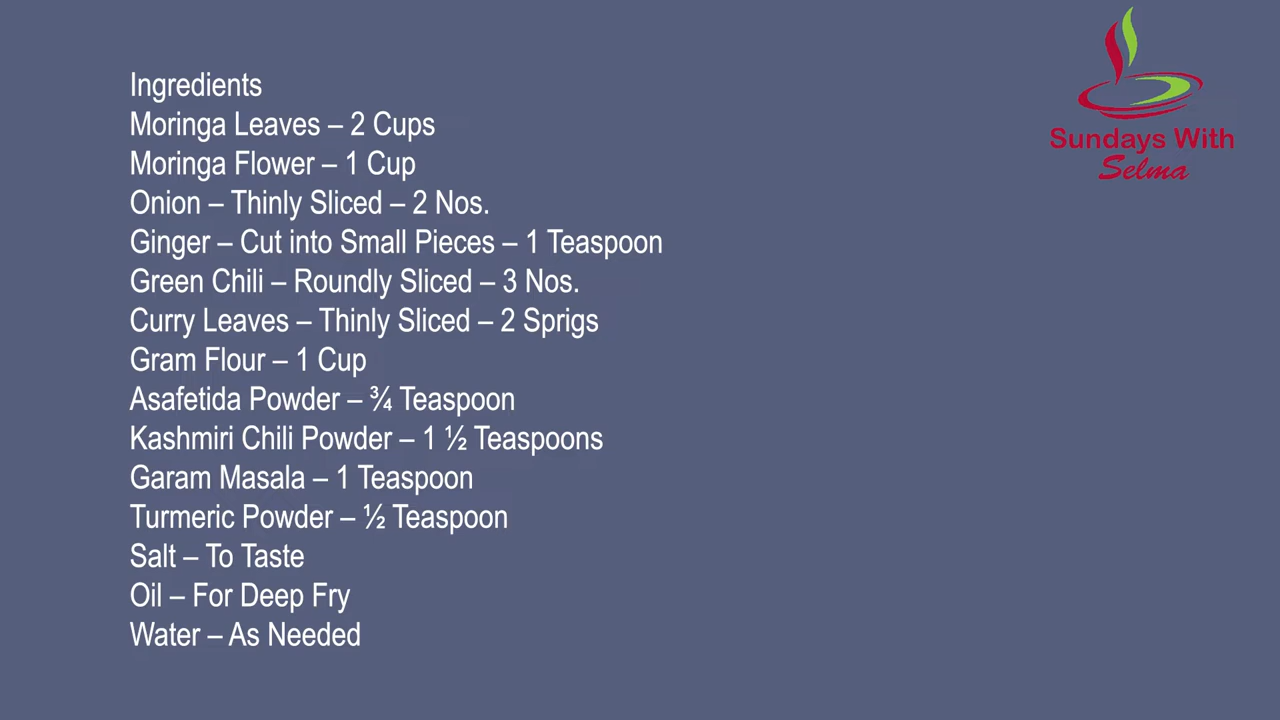 Ingredients
Moringa Leaves – 2 Cups
Moringa Flower – 1 Cup
Onion – Thinly Sliced – 2 Nos.
Ginger – Cut into Small Pieces – 1 Teaspoon
Green Chili – Roundly Sliced – 3 Nos.
Curry Leaves – Thinly Sliced – 2 Sprigs
Gram Flour – 1 Cup
Asafetida Powder – ¾ Teaspoon
Kashmiri Chili Powder – 1 ½ Teaspoons
Garam Masala – 1 Teaspoon
Turmeric Powder – ½ Teaspoon
Salt – To Taste
Oil – For Deep Fry
Water – As Needed
Sundays With
Selma